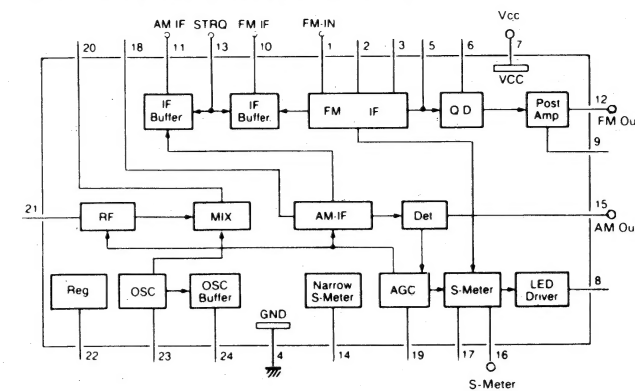 AM IF STRQ FM IF FM-IN Vcc
20 18 11 13 10 1 2 3 5 6 7
VCC
IF Buffer
IF Buffer.
FM IF
Q D
Post Amp
12
FM Ou
9
21
RF
MIX
AM-IF
Det
15
AM Ou
Reg
OSC
OSC Buffer
GND
Narrow S-Meter
AGC
S-Meter
LED Driver
8
22 23 24 4 14 19 17 16
S-Meter